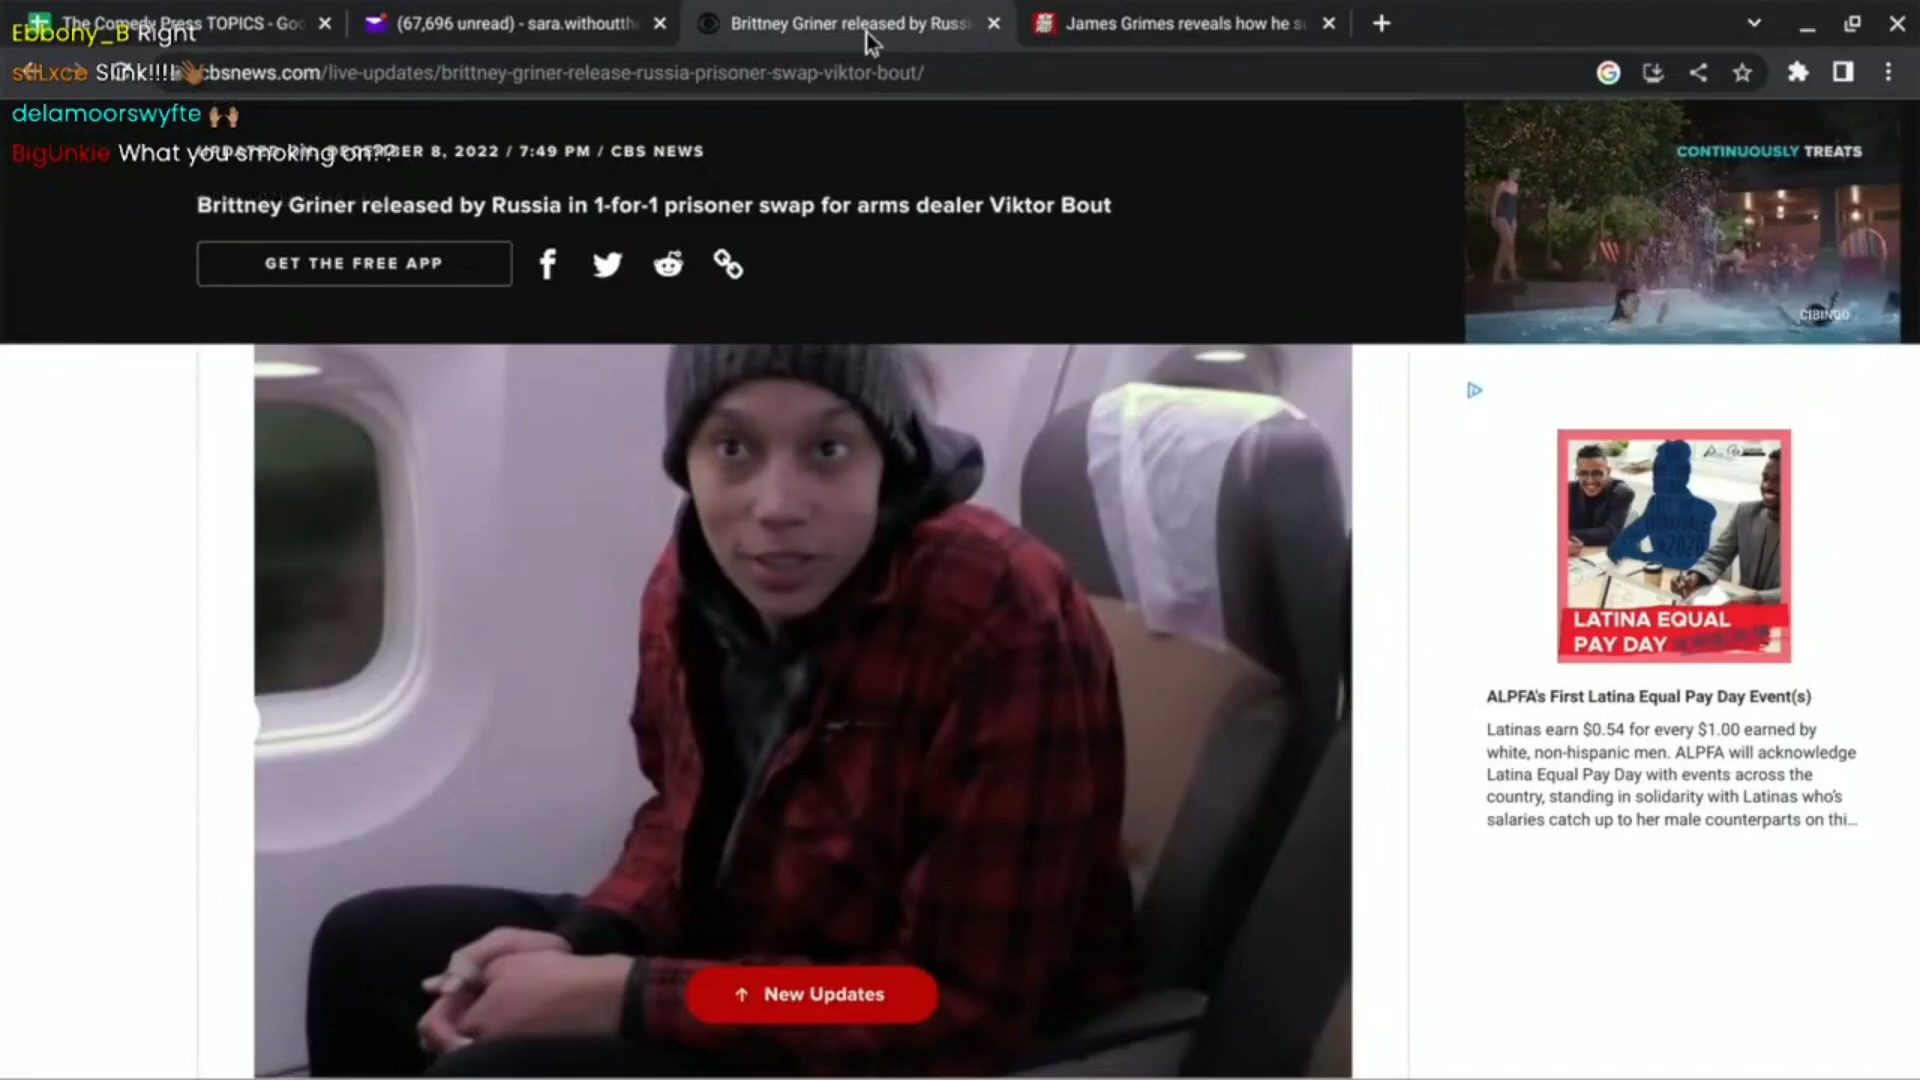 The Comedy Press TOPICS - Goo
(67,696 unread) - sara.withoutth
Brittney Griner released by Russi
James Grimes reveals how he su
Ebbony_B Right
Slink!!!!
cbsnews.com/live-updates/brittney-griner-release-russia-prisoner-swap-viktor-bout/
delamoorswyfte
BigUnkie What you smoking on??
DECEMBER 8, 2022 / 7:49 PM / CBS NEWS
CONTINUOUSLY TREATS
Brittney Griner released by Russia in 1-for-1 prisoner swap for arms dealer Viktor Bout
GET THE FREE APP
CIBINQO
LATINA EQUAL
PAY DAY
ALPFA's First Latina Equal Pay Day Event(s)
Latinas earn $0.54 for every $1.00 earned by
white, non-hispanic men. ALPFA will acknowledge
Latina Equal Pay Day with events across the
country, standing in solidarity with Latinas who's
salaries catch up to her male counterparts on thi...
New Updates